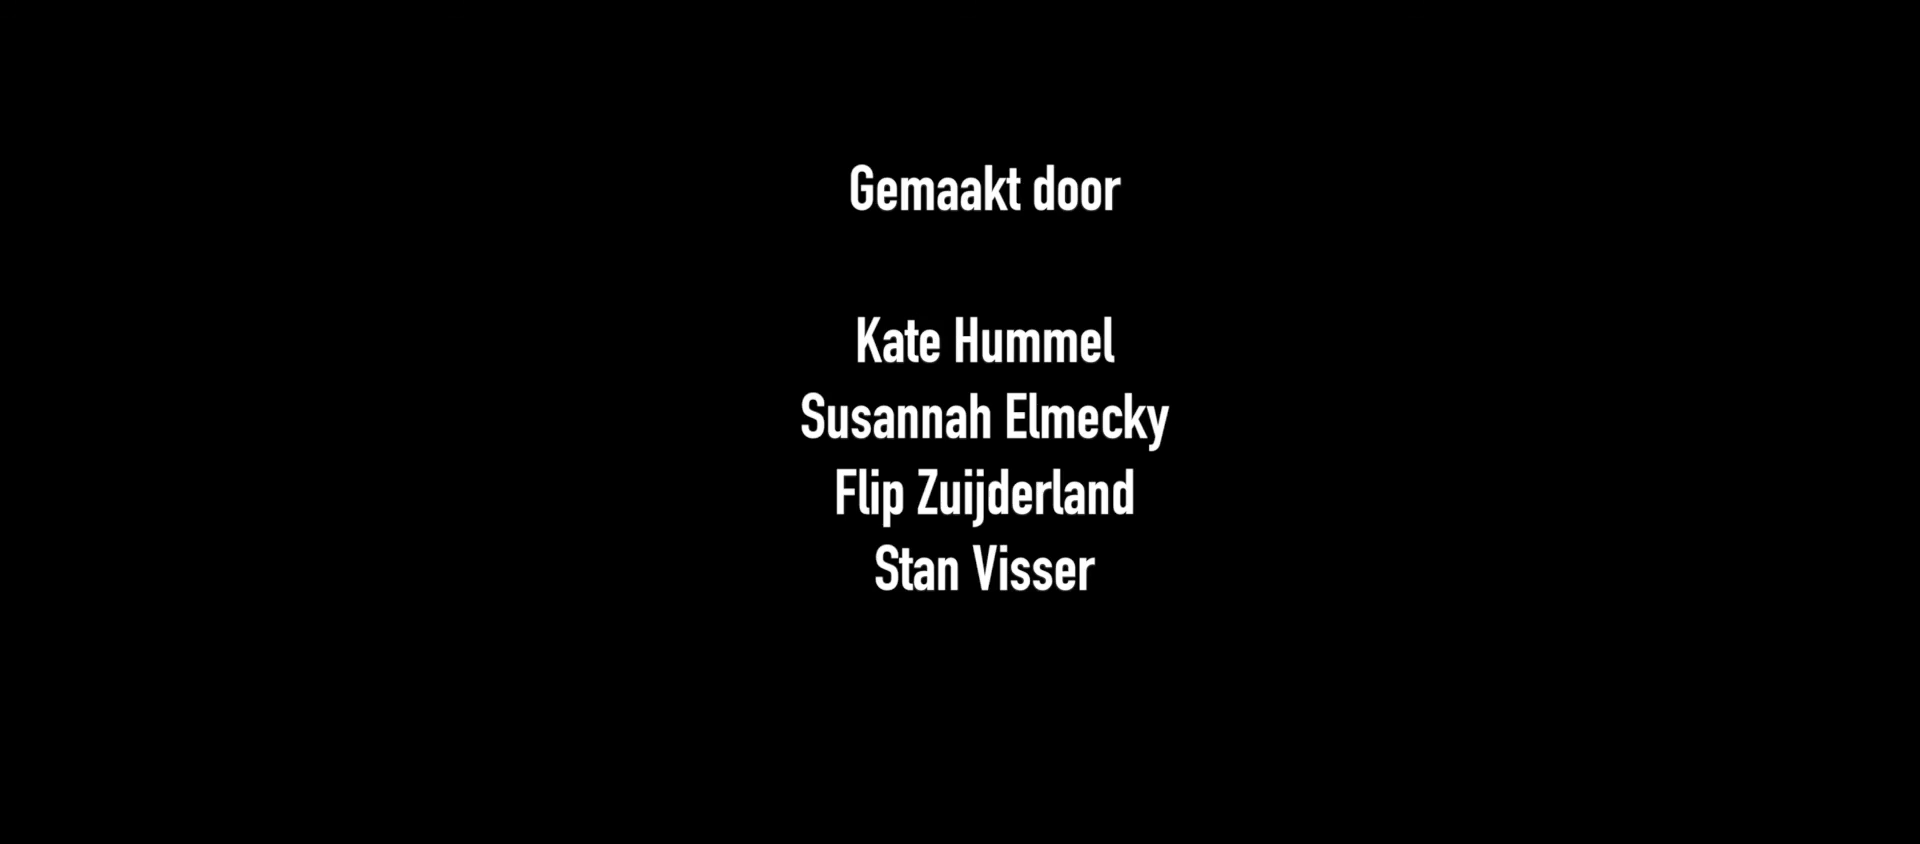 Gemaakt door
Kate Hummel
Susannah Elmecky
Flip Zuijderland
Stan Visser